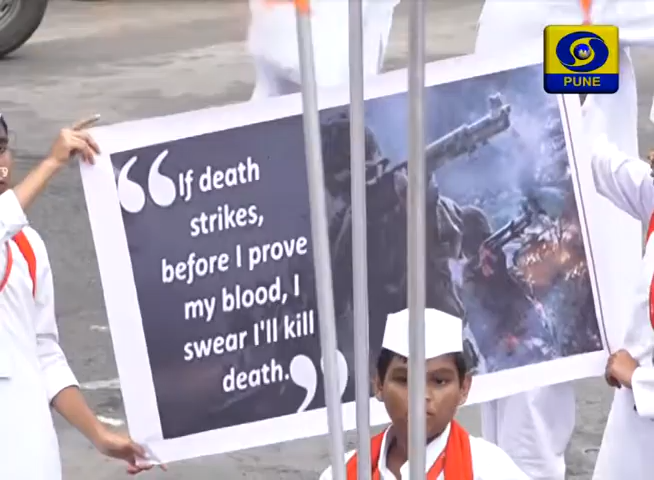 PUNE
“If death
strikes,
before I prove
my blood, I
swear I'll kill
death.”